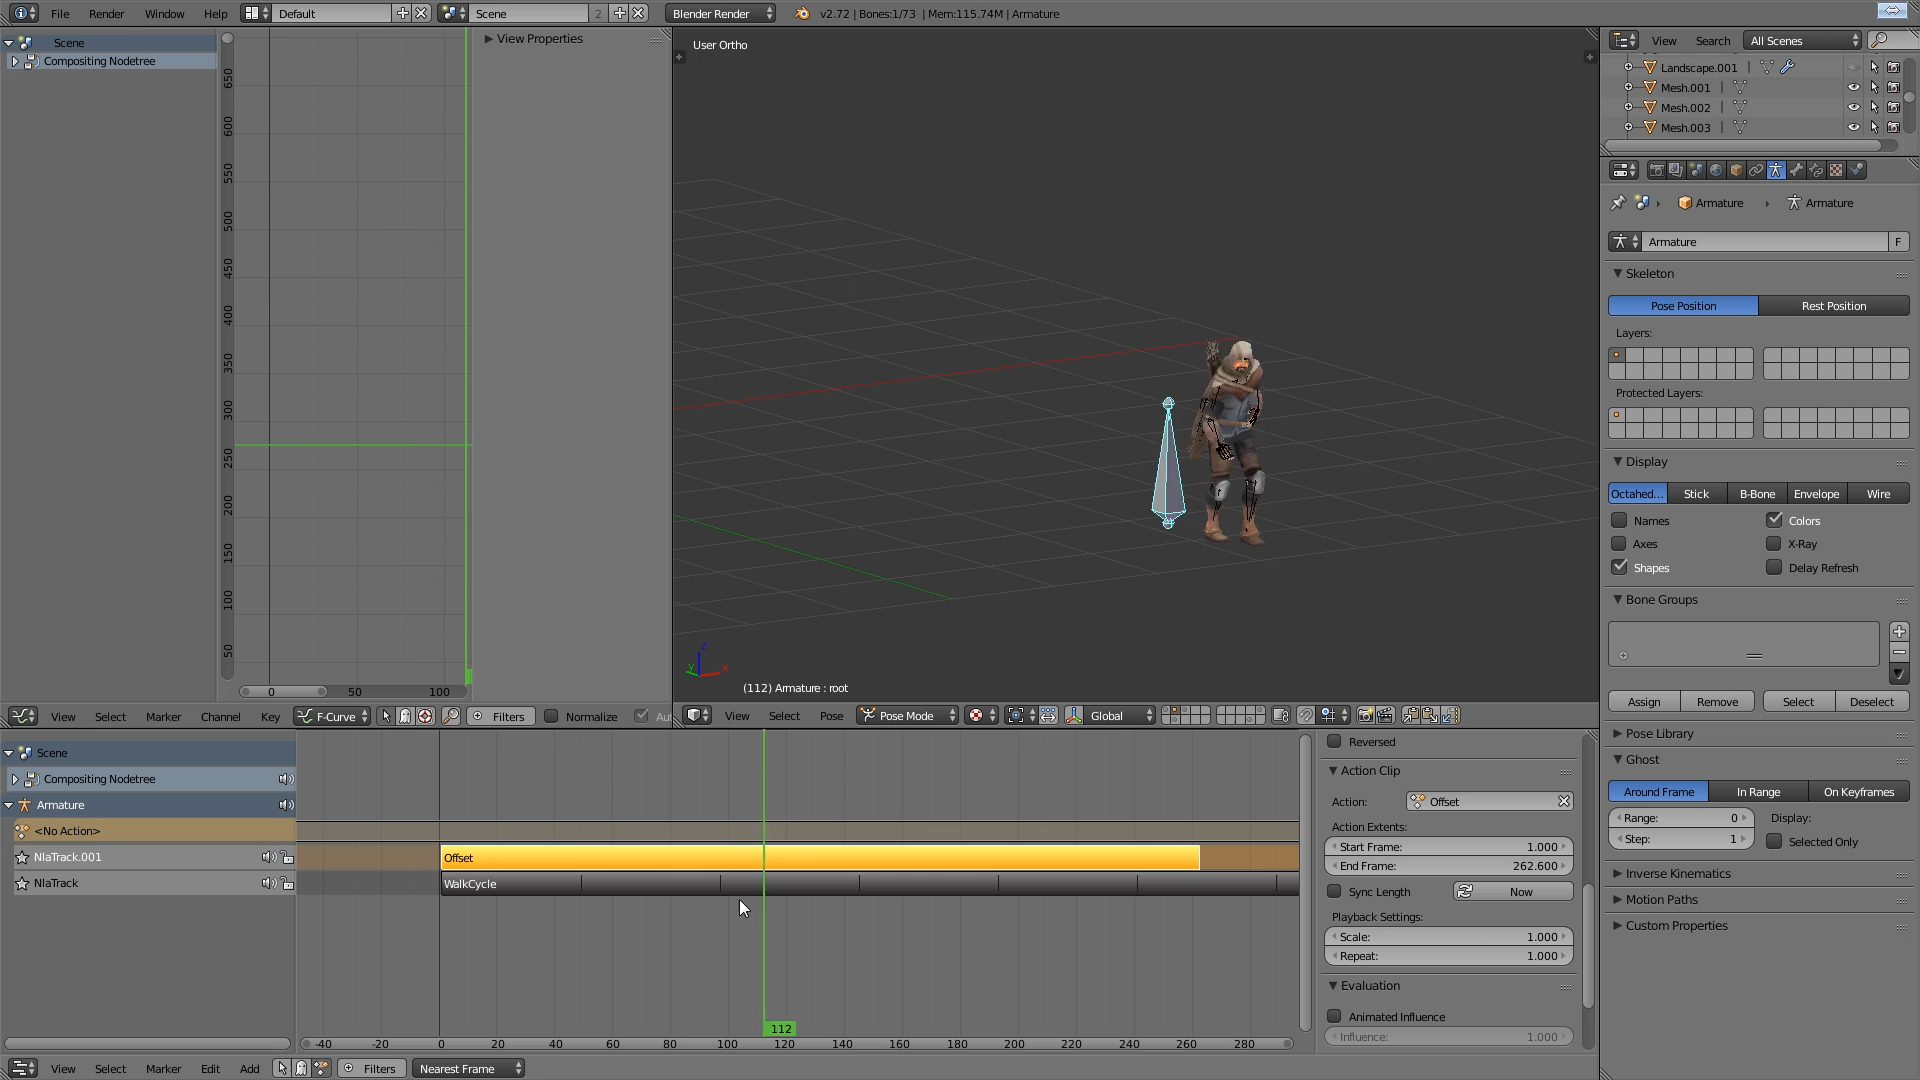 File Render Window Help Default Scene 2 Blender Render v2.72 | Bones:1/73 | Mem:115.74M | Armature
Scene
Compositing Nodetree
650
600
550
500
450
400
350
300
250
200
150
100
50
0 50 100
View Properties
View Select Marker Channel Key F-Curve Filters Normalize
User Ortho
z
y
x
(112) Armature : root
View Select Pose Pose Mode Global
View Search All Scenes
Landscape.001
Mesh.001
Mesh.002
Mesh.003
Armature Armature
Armature F
Skeleton
Pose Position Rest Position
Layers:
Protected Layers:
Display
Octahed... Stick B-Bone Envelope Wire
Names Colors
Axes X-Ray
Shapes Delay Refresh
Bone Groups
Assign Remove Select Deselect
Pose Library
Ghost
Around Frame In Range On Keyframes
Range: 0 Display:
Step: 1 Selected Only
Inverse Kinematics
Motion Paths
Custom Properties
Scene
Compositing Nodetree
Armature
<No Action>
NlaTrack.001
NlaTrack
Offset
WalkCycle
112
-40 -20 0 20 40 60 80 100 120 140 160 180 200 220 240 260 280
View Select Marker Edit Add Filters Nearest Frame
Reversed
Action Clip
Action: Offset
Action Extents:
Start Frame: 1.000
End Frame: 262.600
Sync Length Now
Playback Settings:
Scale: 1.000
Repeat: 1.000
Evaluation
Animated Influence
Influence: 1.000